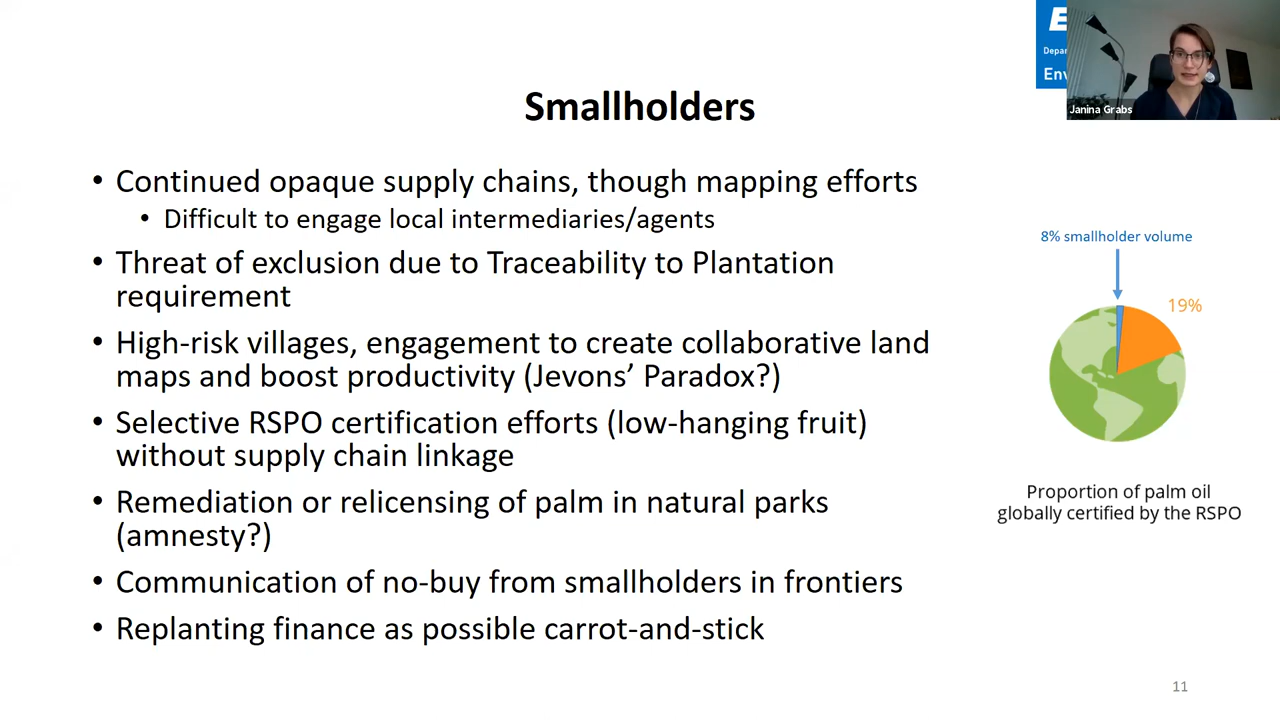 E
Depar
Env
Janina Grabs
Smallholders
• Continued opaque supply chains, though mapping efforts
• Difficult to engage local intermediaries/agents
• Threat of exclusion due to Traceability to Plantation
requirement
• High-risk villages, engagement to create collaborative land
maps and boost productivity (Jevons’ Paradox?)
• Selective RSPO certification efforts (low-hanging fruit)
without supply chain linkage
• Remediation or relicensing of palm in natural parks
(amnesty?)
• Communication of no-buy from smallholders in frontiers
• Replanting finance as possible carrot-and-stick
8% smallholder volume
19%
Proportion of palm oil
globally certified by the RSPO
11